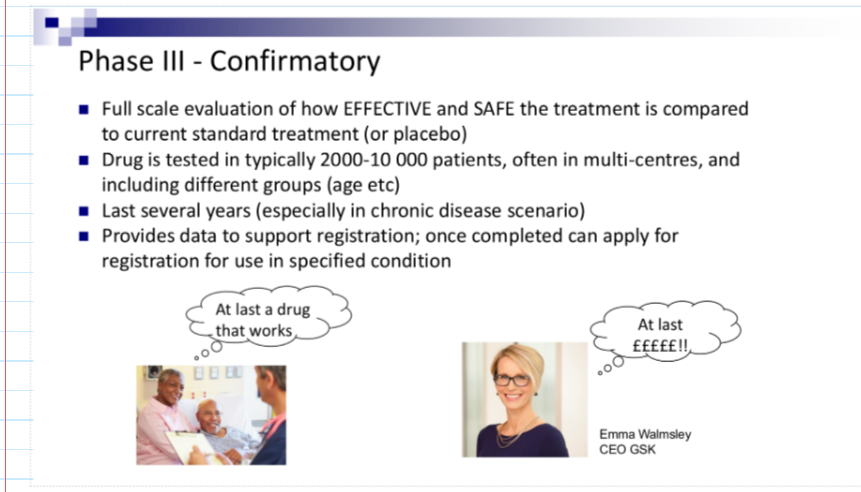 Phase III - Confirmatory
Full scale evaluation of how EFFECTIVE and SAFE the treatment is compared
to current standard treatment (or placebo)
Drug is tested in typically 2000-10 000 patients, often in multi-centres, and
including different groups (age etc)
Last several years (especially in chronic disease scenario)
Provides data to support registration; once completed can apply for
registration for use in specified condition
At last a drug
that works
At last
£££££!!
Emma Walmsley
CEO GSK